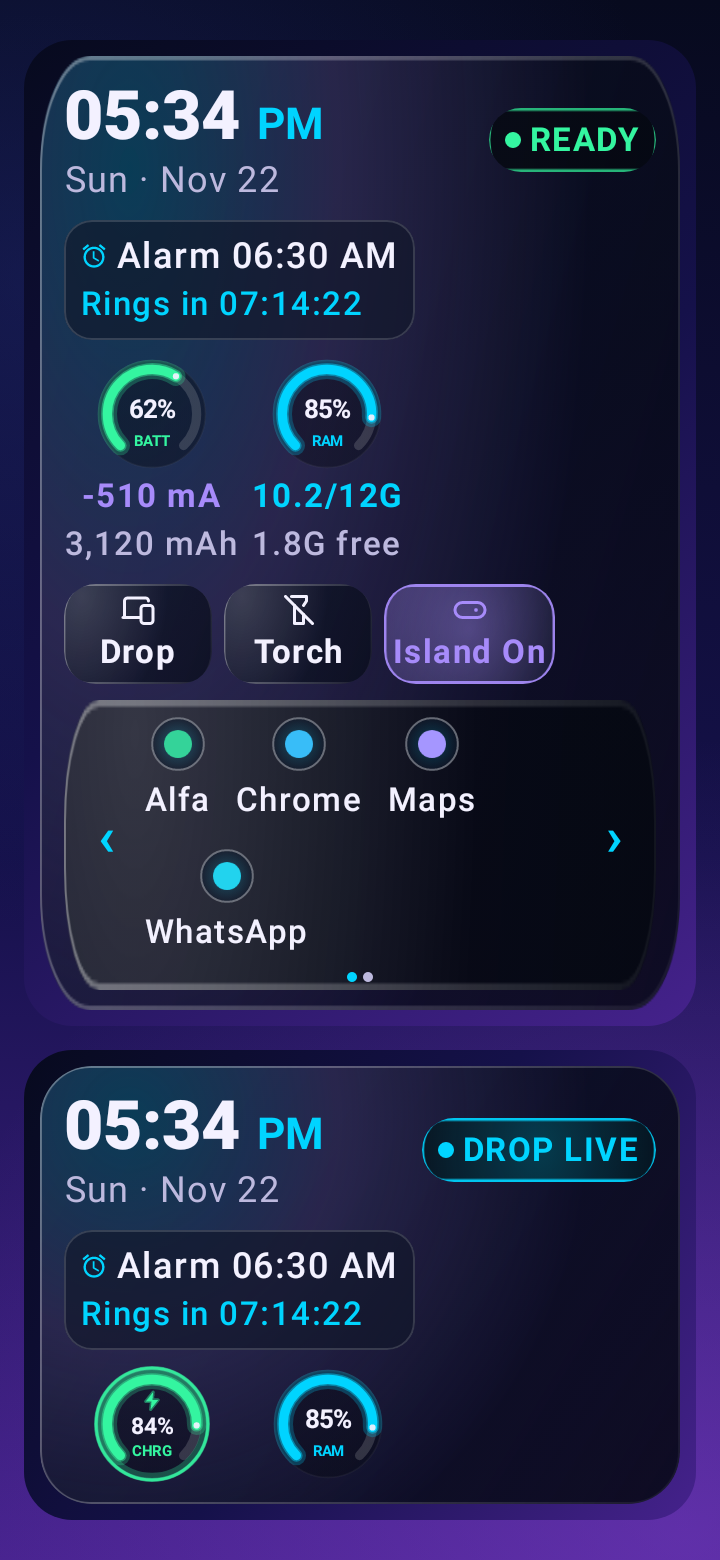 05:34 PM
READY
Sun · Nov 22
Alarm 06:30 AM
Rings in 07:14:22
62%
BATT
85%
RAM
-510 mA
10.2/12G
3,120 mAh
1.8G free
Drop
Torch
Island On
Alfa
Chrome
Maps
‹
›
WhatsApp
05:34 PM
DROP LIVE
Sun · Nov 22
Alarm 06:30 AM
Rings in 07:14:22
84%
CHRG
85%
RAM